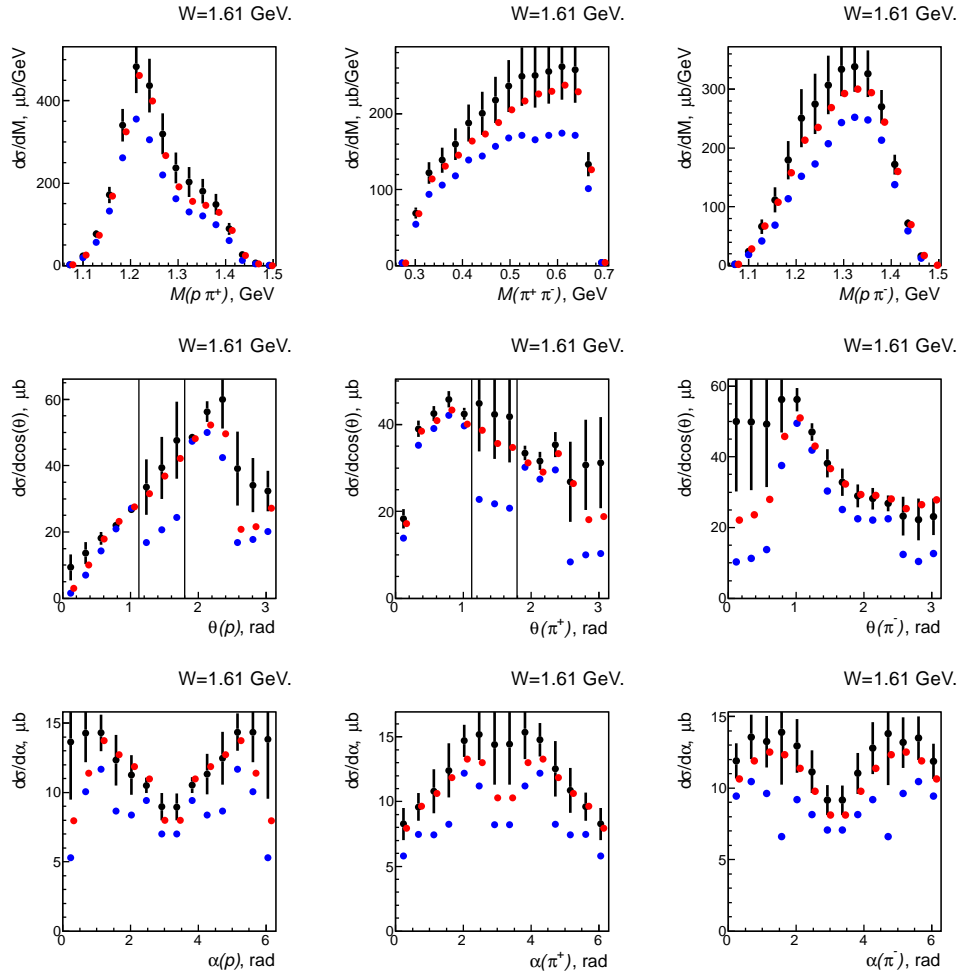 W=1.61 GeV.
dσ/dM, μb/GeV
400
200
0
1.1 1.2 1.3 1.4 1.5
M(p π⁺), GeV
W=1.61 GeV.
dσ/dM, μb/GeV
200
100
0
0.3 0.4 0.5 0.6 0.7
M(π⁺ π⁻), GeV
W=1.61 GeV.
dσ/dM, μb/GeV
300
200
100
0
1.1 1.2 1.3 1.4 1.5
M(p π⁻), GeV
W=1.61 GeV.
dσ/dcos(θ), μb
60
40
20
0
0 1 2 3
θ(p), rad
W=1.61 GeV.
dσ/dcos(θ), μb
40
20
0
0 1 2 3
θ(π⁺), rad
W=1.61 GeV.
dσ/dcos(θ), μb
60
40
20
0
0 1 2 3
θ(π⁻), rad
W=1.61 GeV.
dσ/dα, μb
15
10
5
0
0 2 4 6
α(p), rad
W=1.61 GeV.
dσ/dα, μb
15
10
5
0
0 2 4 6
α(π⁺), rad
W=1.61 GeV.
dσ/dα, μb
15
10
5
0
0 2 4 6
α(π⁻), rad